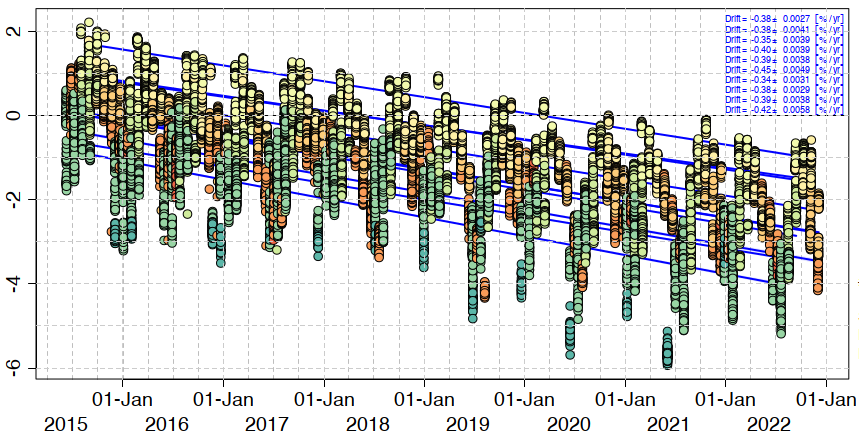 Drift= -0.38± 0.0027 [%/yr]
Drift= -0.38± 0.0041 [%/yr]
Drift= -0.35± 0.0039 [%/yr]
Drift= -0.40± 0.0039 [%/yr]
Drift= -0.39± 0.0038 [%/yr]
Drift= -0.45± 0.0049 [%/yr]
Drift= -0.34± 0.0031 [%/yr]
Drift= -0.38± 0.0029 [%/yr]
Drift= -0.39± 0.0038 [%/yr]
Drift= -0.42± 0.0058 [%/yr]
2
0
-2
-4
-6
01-Jan 01-Jan 01-Jan 01-Jan 01-Jan 01-Jan 01-Jan 01-Jan
2015 2016 2017 2018 2019 2020 2021 2022